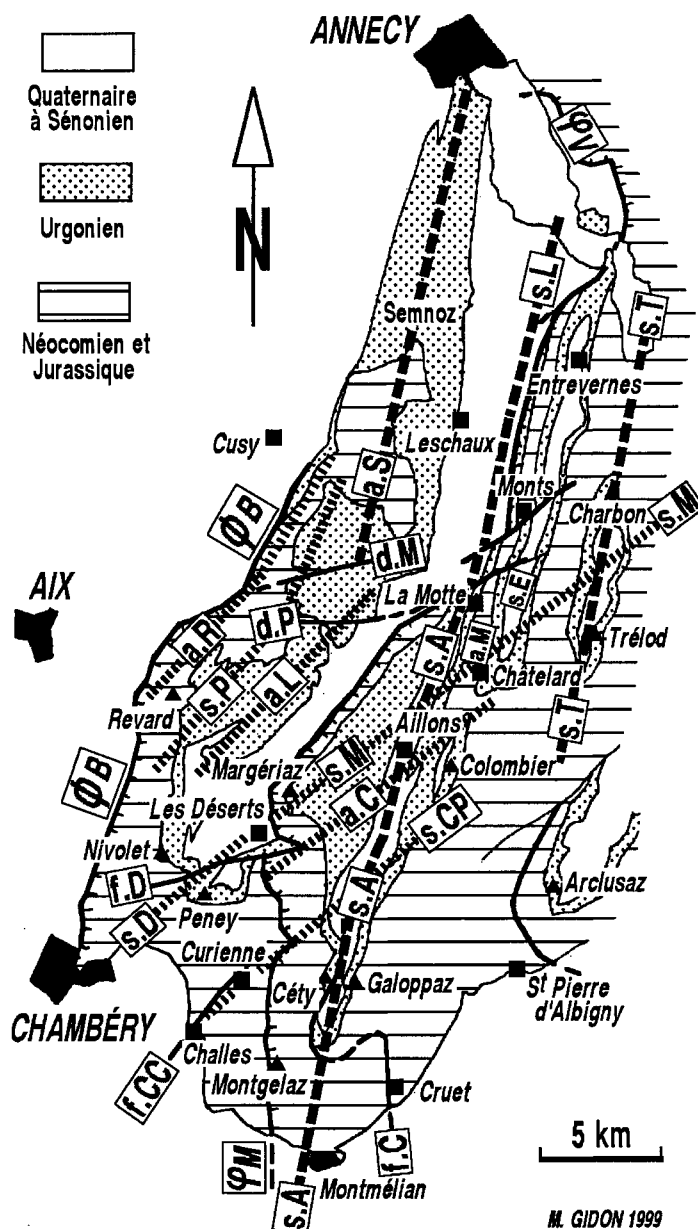 ANNECY
Quaternaire
à Sénonien
Urgonien
Néocomien et
Jurassique
N
φV
s.L
s.T
Semnoz
Entrevernes
Cusy
Leschaux
a.S
Monts
Charbon
s.M
ΦB
d.M
AIX
La Motte
s.E
d.P
a.R
s.A
a.M
Trélod
s.P
a.L
Châtelard
Revard
Aillons
s.T
Margériaz
s.M
Colombier
ΦB
a.C
Les Déserts
s.CP
Nivolet
f.D
s.A
Arclusaz
Peney
s.D
Curienne
Céty
Galoppaz
St Pierre
d'Albigny
CHAMBÉRY
Challes
f.CC
Montgelaz
Cruet
f.C
φM
5 km
s.A
Montmélian
M. GIDON 1999